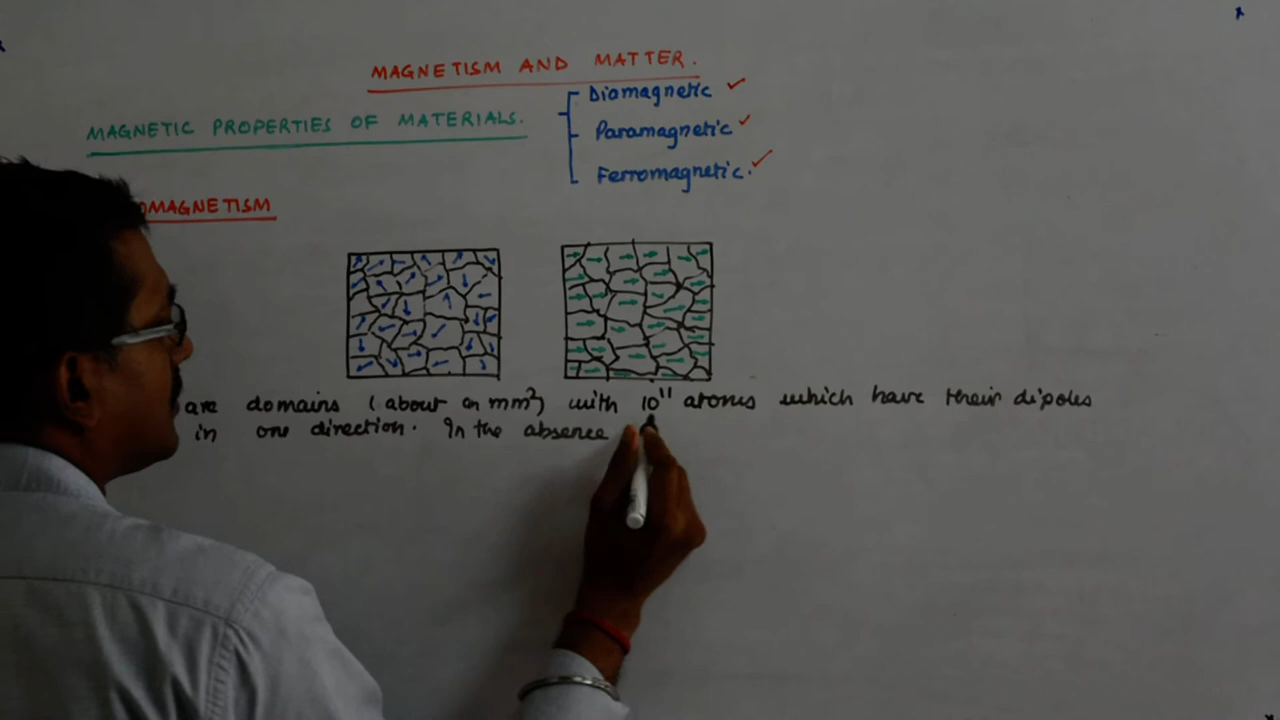 MAGNETISM AND MATTER.
MAGNETIC PROPERTIES OF MATERIALS.
Diamagnetic
Paramagnetic
Ferromagnetic.
OMAGNETISM
are domains (about a mm²) with 10¹¹ atoms which have their dipoles
in one direction. In the absence